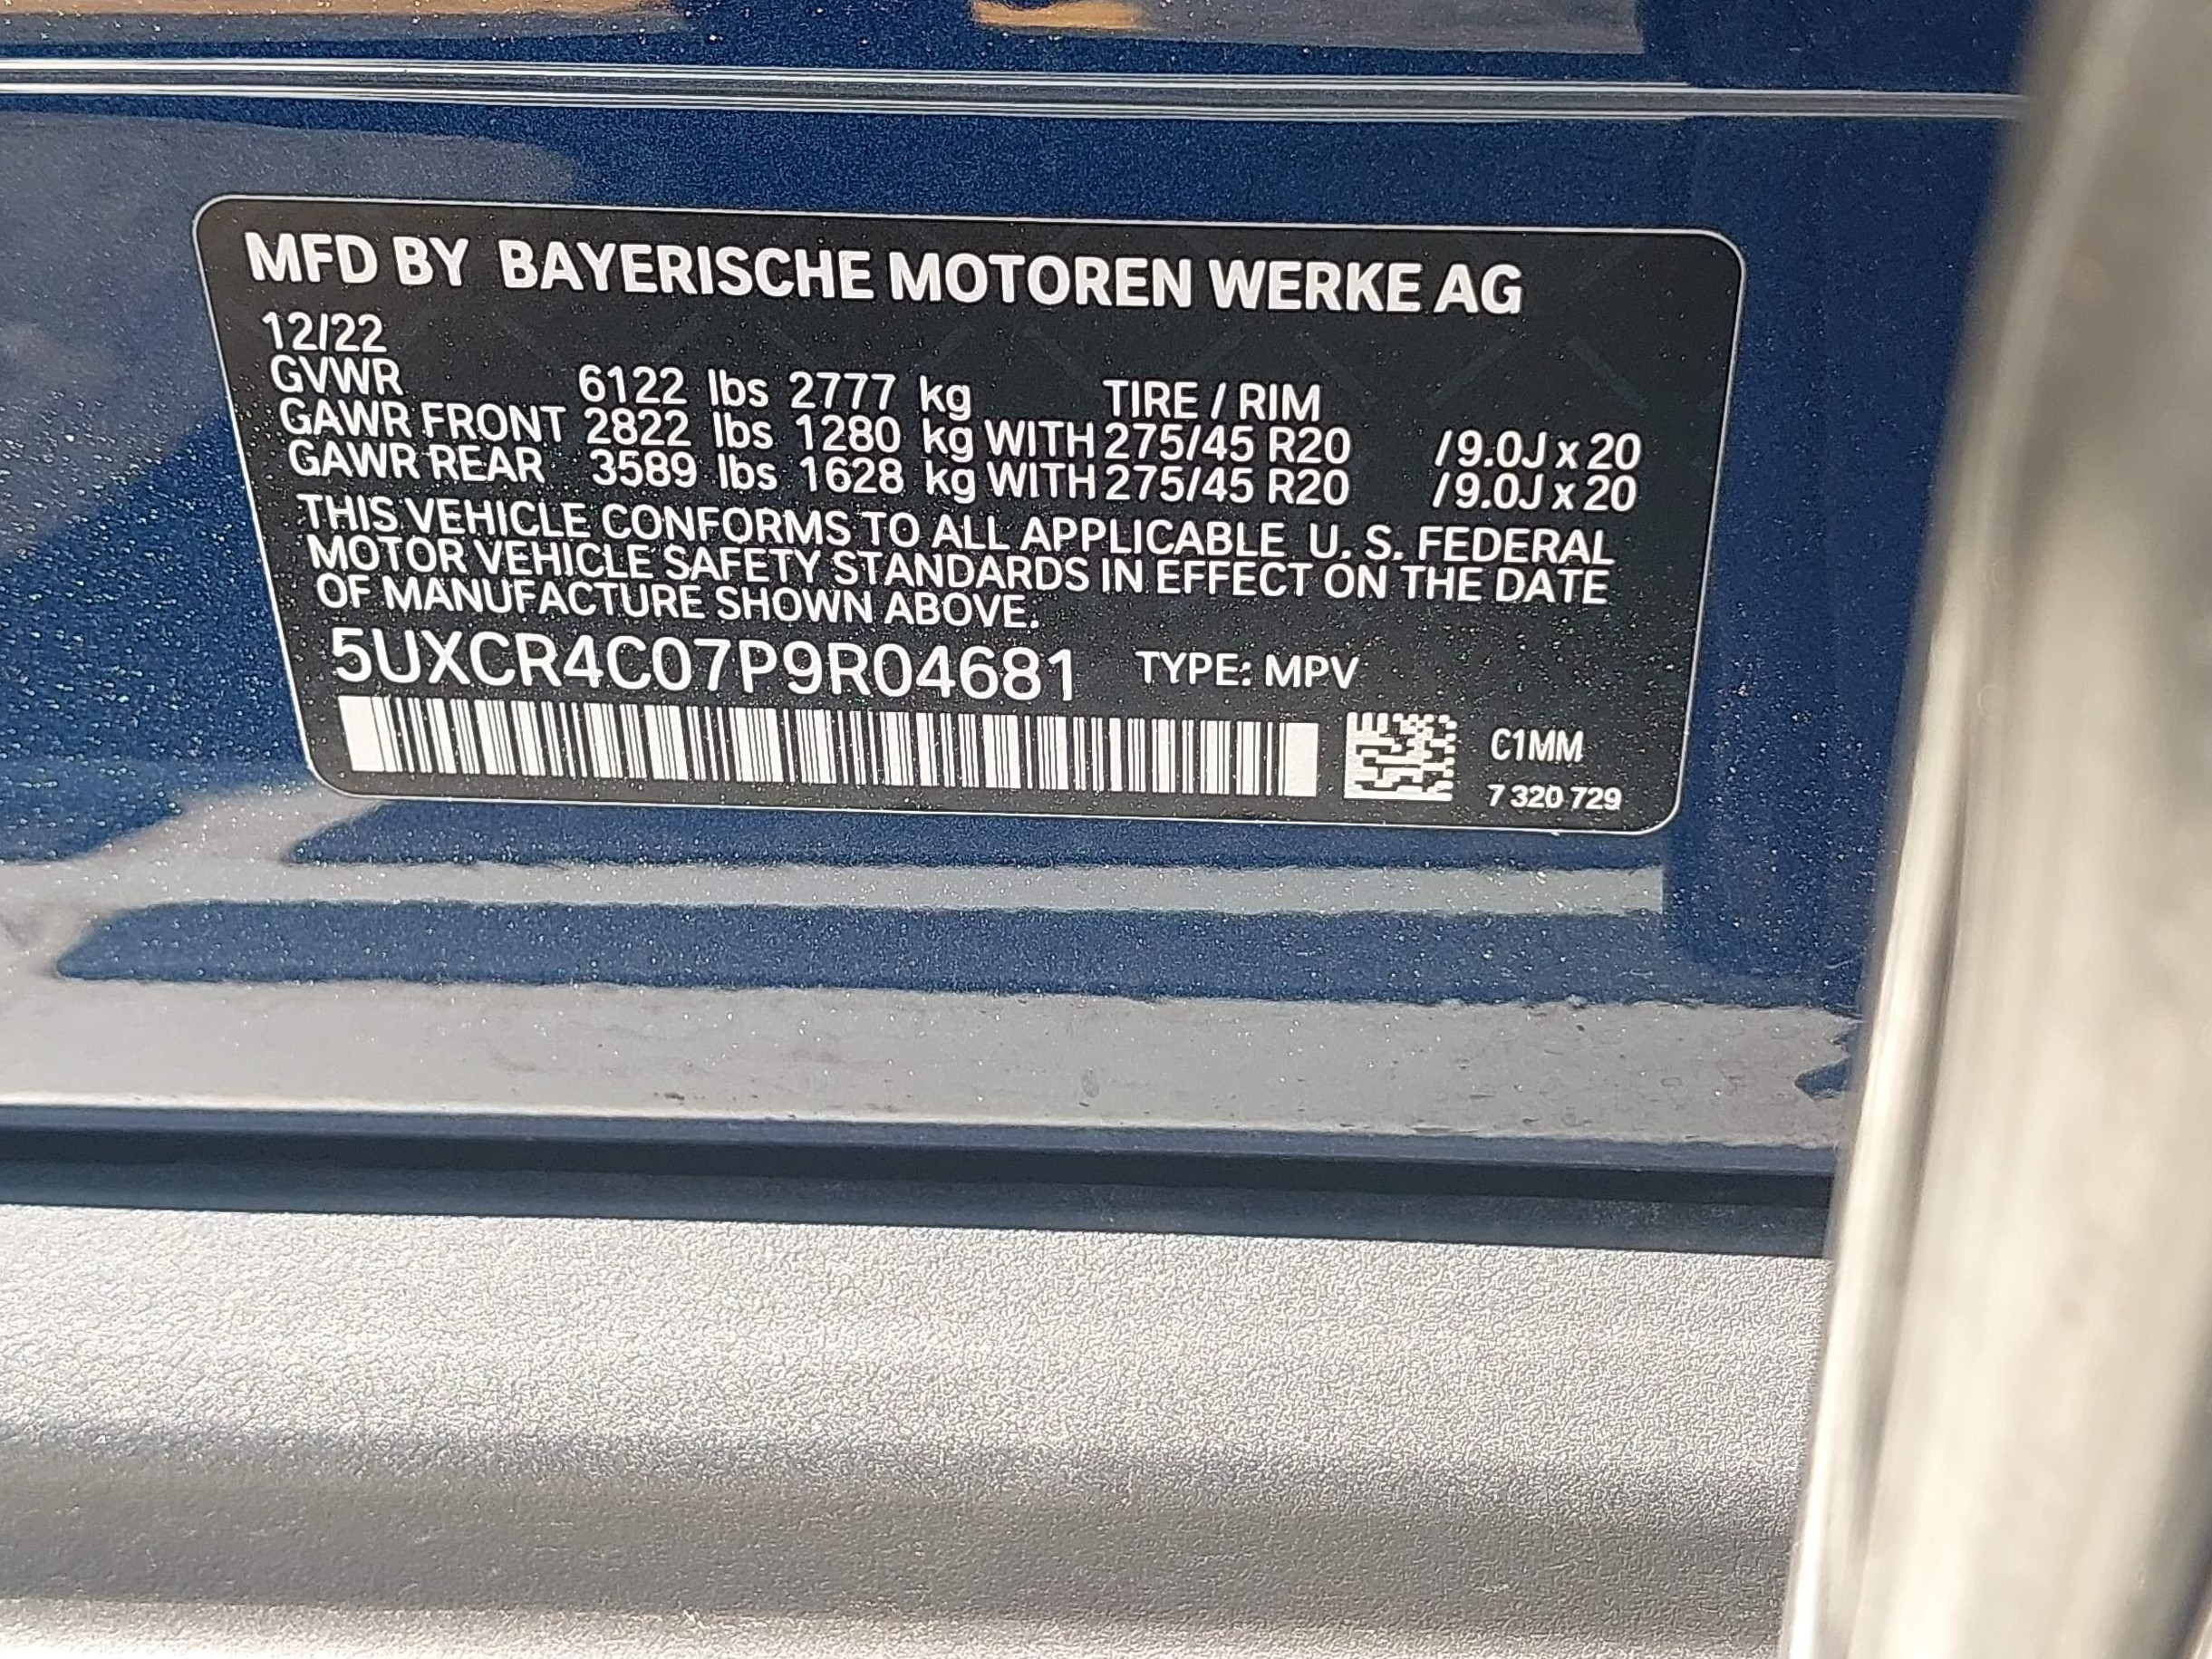 MFD BY BAYERISCHE MOTOREN WERKE AG
12/22
GVWR 6122 lbs 2777 kg TIRE / RIM
GAWR FRONT 2822 lbs 1280 kg WITH 275/45 R20 /9.0J x 20
GAWR REAR 3589 lbs 1628 kg WITH 275/45 R20 /9.0J x 20
THIS VEHICLE CONFORMS TO ALL APPLICABLE U. S. FEDERAL
MOTOR VEHICLE SAFETY STANDARDS IN EFFECT ON THE DATE
OF MANUFACTURE SHOWN ABOVE.
5UXCR4C07P9R04681 TYPE: MPV
C1MM
7 320 729